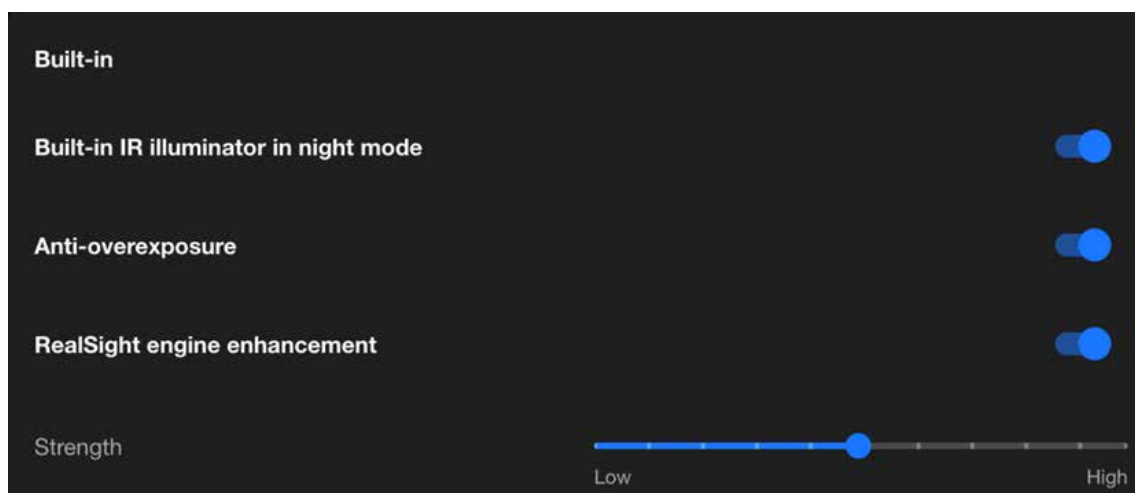 Built-in
Built-in IR illuminator in night mode
Anti-overexposure
RealSight engine enhancement
Strength
Low High